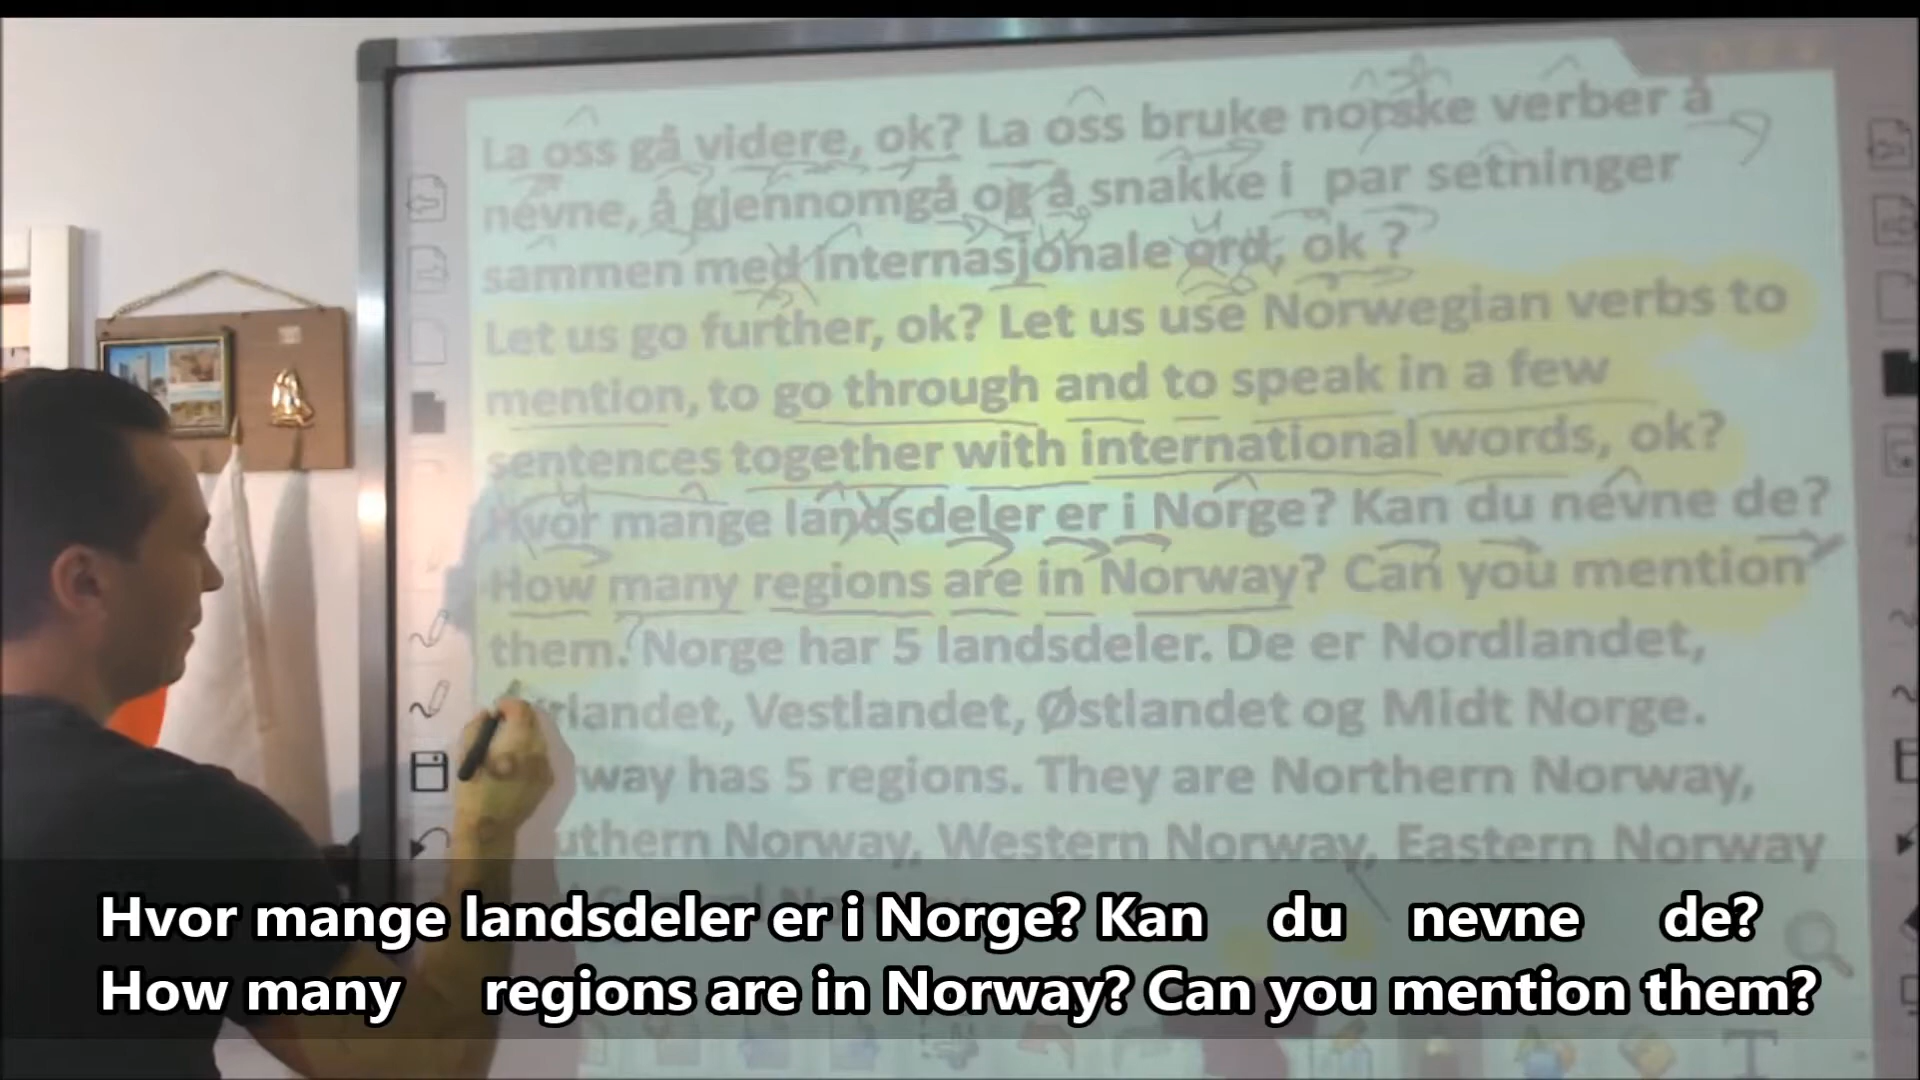 La oss gå videre, ok? La oss bruke norske verber å
nevne, å gjennomgå og å snakke i par setninger
sammen med internasjonale ord, ok ?
Let us go further, ok? Let us use Norwegian verbs to
mention, to go through and to speak in a few
sentences together with international words, ok?
Hvor mange landsdeler er i Norge? Kan du nevne de?
How many regions are in Norway? Can you mention
them? Norge har 5 landsdeler. De er Nordlandet,
Vestlandet, Østlandet og Midt Norge.
has 5 regions. They are Northern Norway,
Norway, Western Norway, Eastern Norway
Hvor mange landsdeler er i Norge? Kan du nevne de?
How many regions are in Norway? Can you mention them?